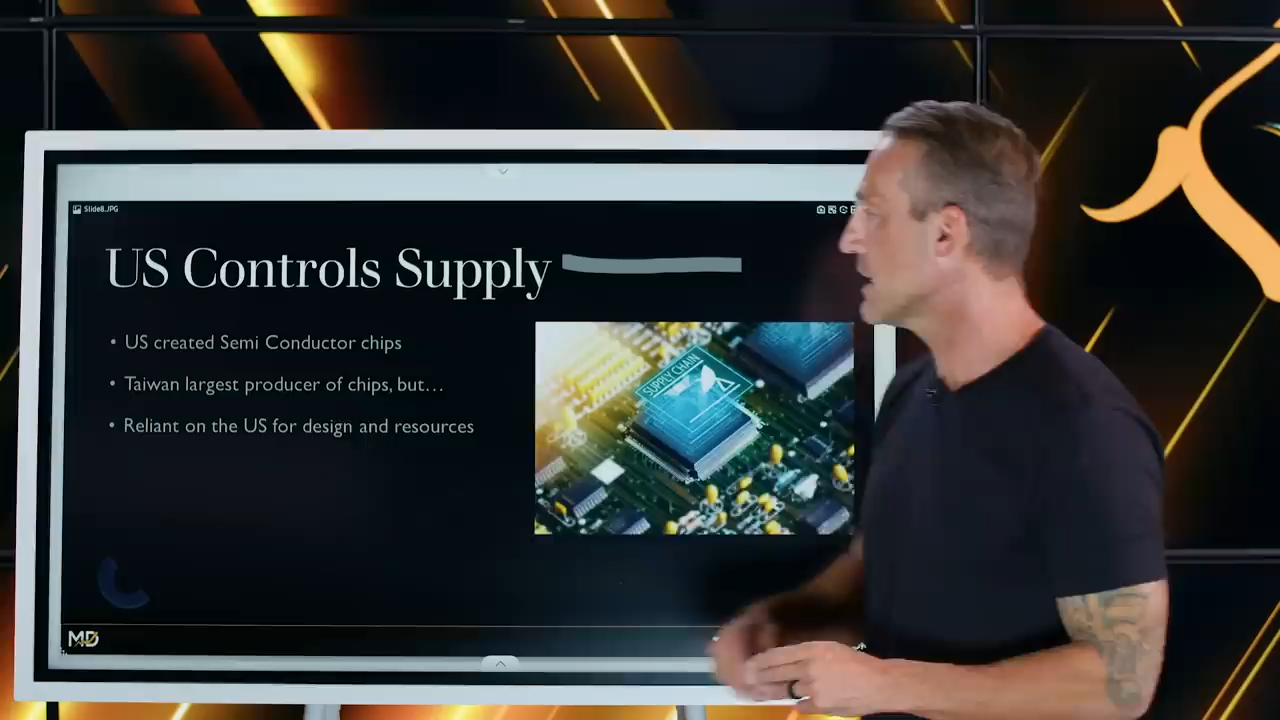 Slide8.JPG
US Controls Supply
• US created Semi Conductor chips
• Taiwan largest producer of chips, but...
• Reliant on the US for design and resources
SUPPLY CHAIN
MD